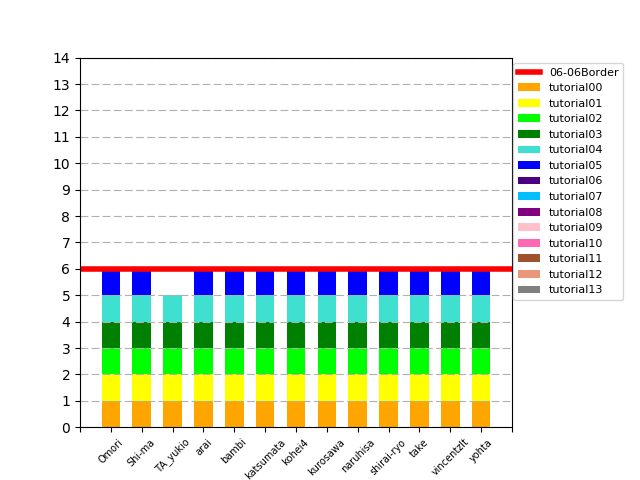 14
13
12
11
10
9
8
7
6
5
4
3
2
1
0
Omori
Shi-ma
TA_yukio
arai
bambi
katsumata
kohei4
kurosawa
naruhisa
shirai-ryo
take
vincentzlt
yohta
06-06Border
tutorial00
tutorial01
tutorial02
tutorial03
tutorial04
tutorial05
tutorial06
tutorial07
tutorial08
tutorial09
tutorial10
tutorial11
tutorial12
tutorial13